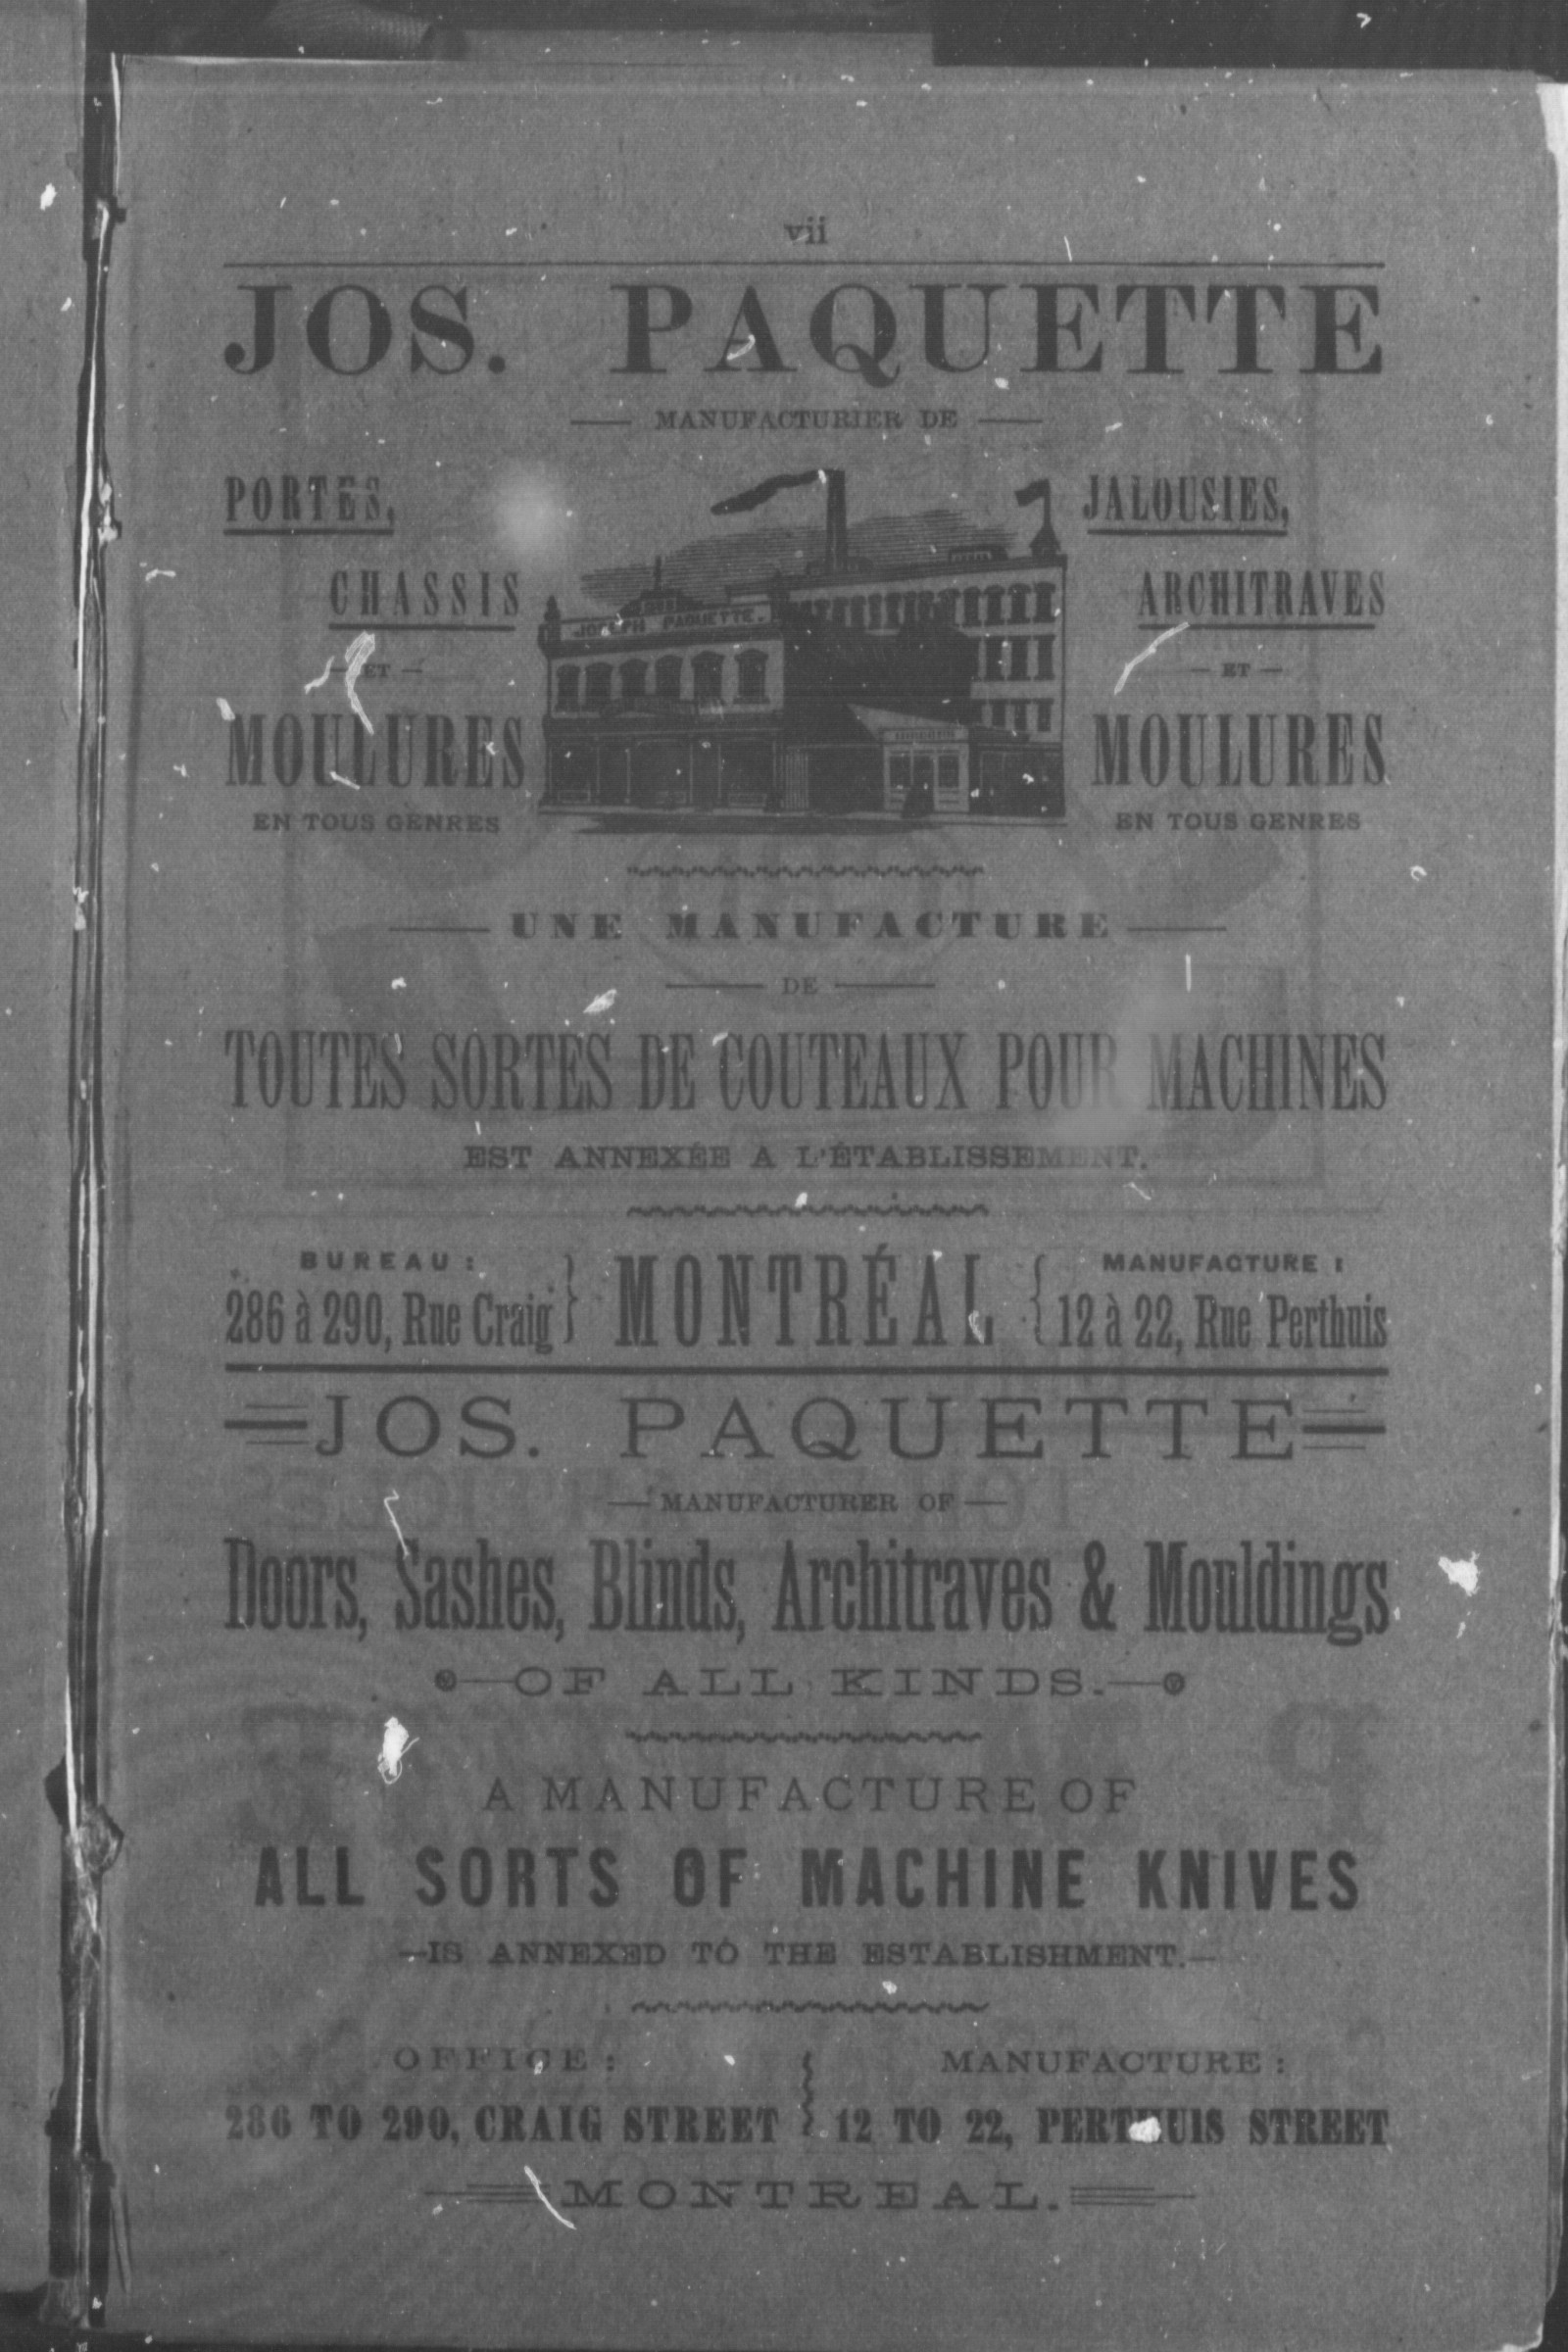 vii
JOS. PAQUETTE
MANUFACTURIER DE
PORTES,
CHASSIS
ET
MOULURES
EN TOUS GENRES
JOSEPH PAQUETTE.
JALOUSIES,
ARCHITRAVES
ET
MOULURES
EN TOUS GENRES
UNE MANUFACTURE
DE
TOUTES SORTES DE COUTEAUX POUR MACHINES
EST ANNEXÉE A L'ÉTABLISSEMENT.
BUREAU :
286 à 290, Rue Craig
MONTRÉAL
MANUFACTURE :
12 à 22, Rue Perthuis
JOS. PAQUETTE
MANUFACTURER OF
Doors, Sashes, Blinds, Architraves & Mouldings
OF ALL KINDS.
A MANUFACTURE OF
ALL SORTS OF MACHINE KNIVES
IS ANNEXED TO THE ESTABLISHMENT.
OFFICE :
286 TO 290, CRAIG STREET
MANUFACTURE :
12 TO 22, PERTHUIS STREET
MONTREAL.